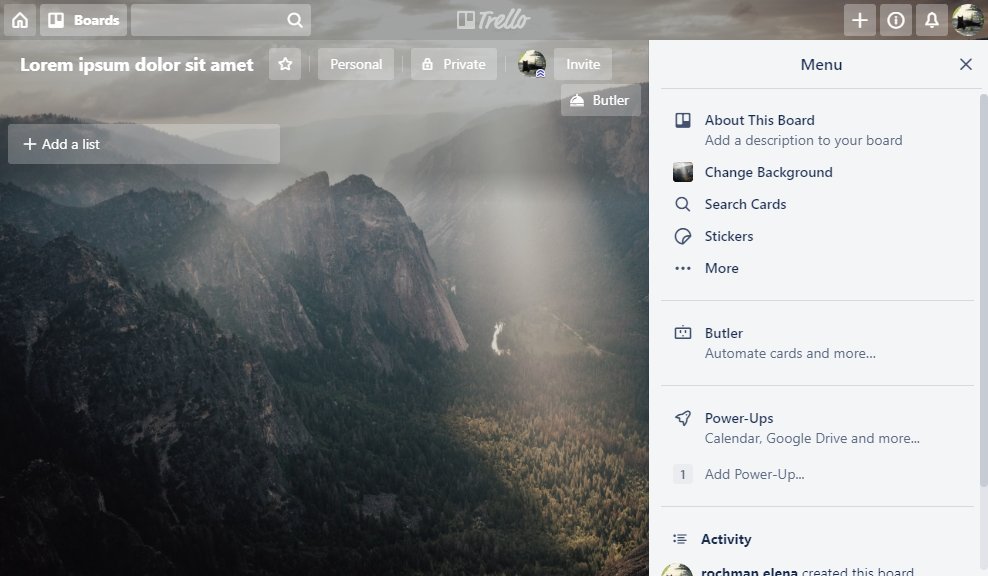 Boards
Trello
Lorem ipsum dolor sit amet
Personal
Private
Invite
Butler
Add a list
Menu
About This Board
Add a description to your board
Change Background
Search Cards
Stickers
More
Butler
Automate cards and more…
Power-Ups
Calendar, Google Drive and more...
1 Add Power-Up...
Activity
rochman elena created this board